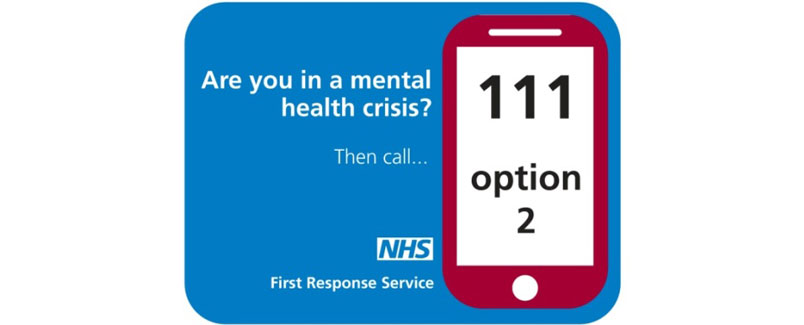 Are you in a mental
health crisis?
Then call...
NHS
First Response Service
111
option
2